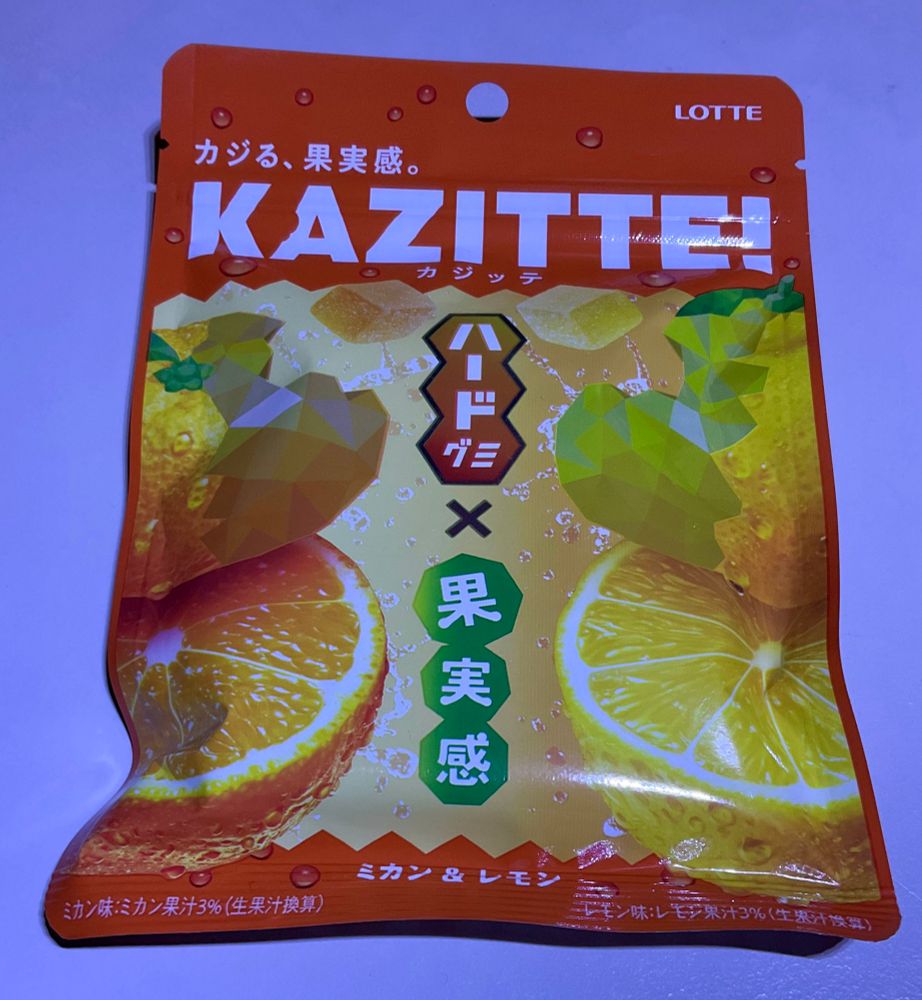 LOTTE
カジる、果実感。
KAZITTE!
カジッテ
ハード
グミ
×
果実感
ミカン & レモン
ミカン味:ミカン果汁3% (生果汁換算)
レモン味:レモン果汁3% (生果汁換算)